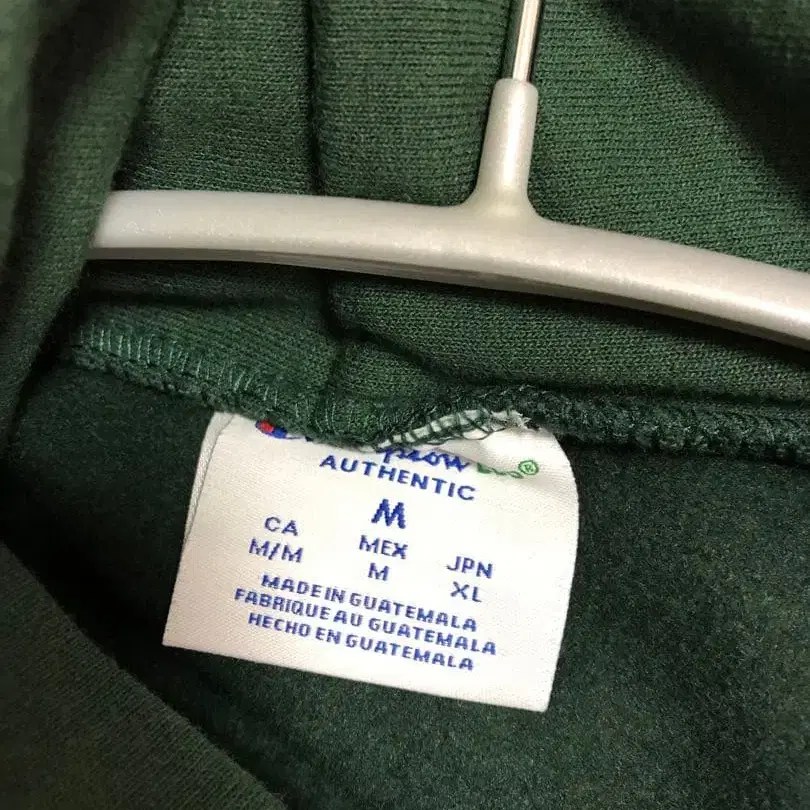 AUTHENTIC
M
CA MEX JPN
M/M M XL
MADE IN GUATEMALA
FABRIQUE AU GUATEMALA
HECHO EN GUATEMALA